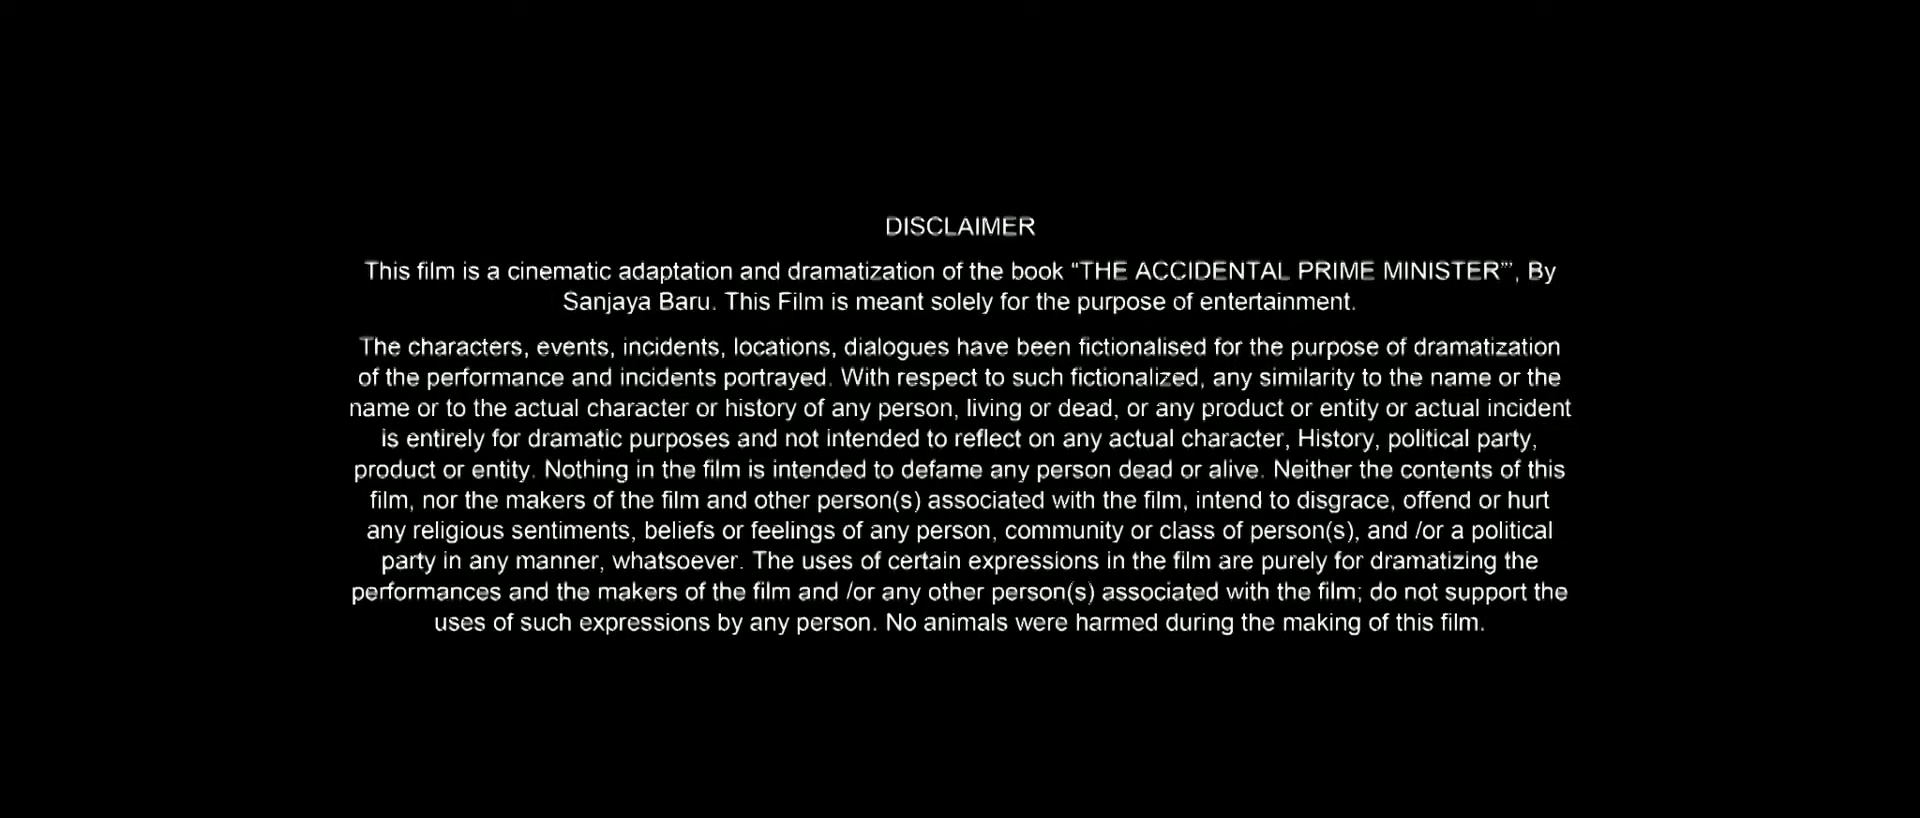 DISCLAIMER
This film is a cinematic adaptation and dramatization of the book “THE ACCIDENTAL PRIME MINISTER”’, By
Sanjaya Baru. This Film is meant solely for the purpose of entertainment.
The characters, events, incidents, locations, dialogues have been fictionalised for the purpose of dramatization
of the performance and incidents portrayed. With respect to such fictionalized, any similarity to the name or the
name or to the actual character or history of any person, living or dead, or any product or entity or actual incident
is entirely for dramatic purposes and not intended to reflect on any actual character, History, political party,
product or entity. Nothing in the film is intended to defame any person dead or alive. Neither the contents of this
film, nor the makers of the film and other person(s) associated with the film, intend to disgrace, offend or hurt
any religious sentiments, beliefs or feelings of any person, community or class of person(s), and /or a political
party in any manner, whatsoever. The uses of certain expressions in the film are purely for dramatizing the
performances and the makers of the film and /or any other person(s) associated with the film; do not support the
uses of such expressions by any person. No animals were harmed during the making of this film.